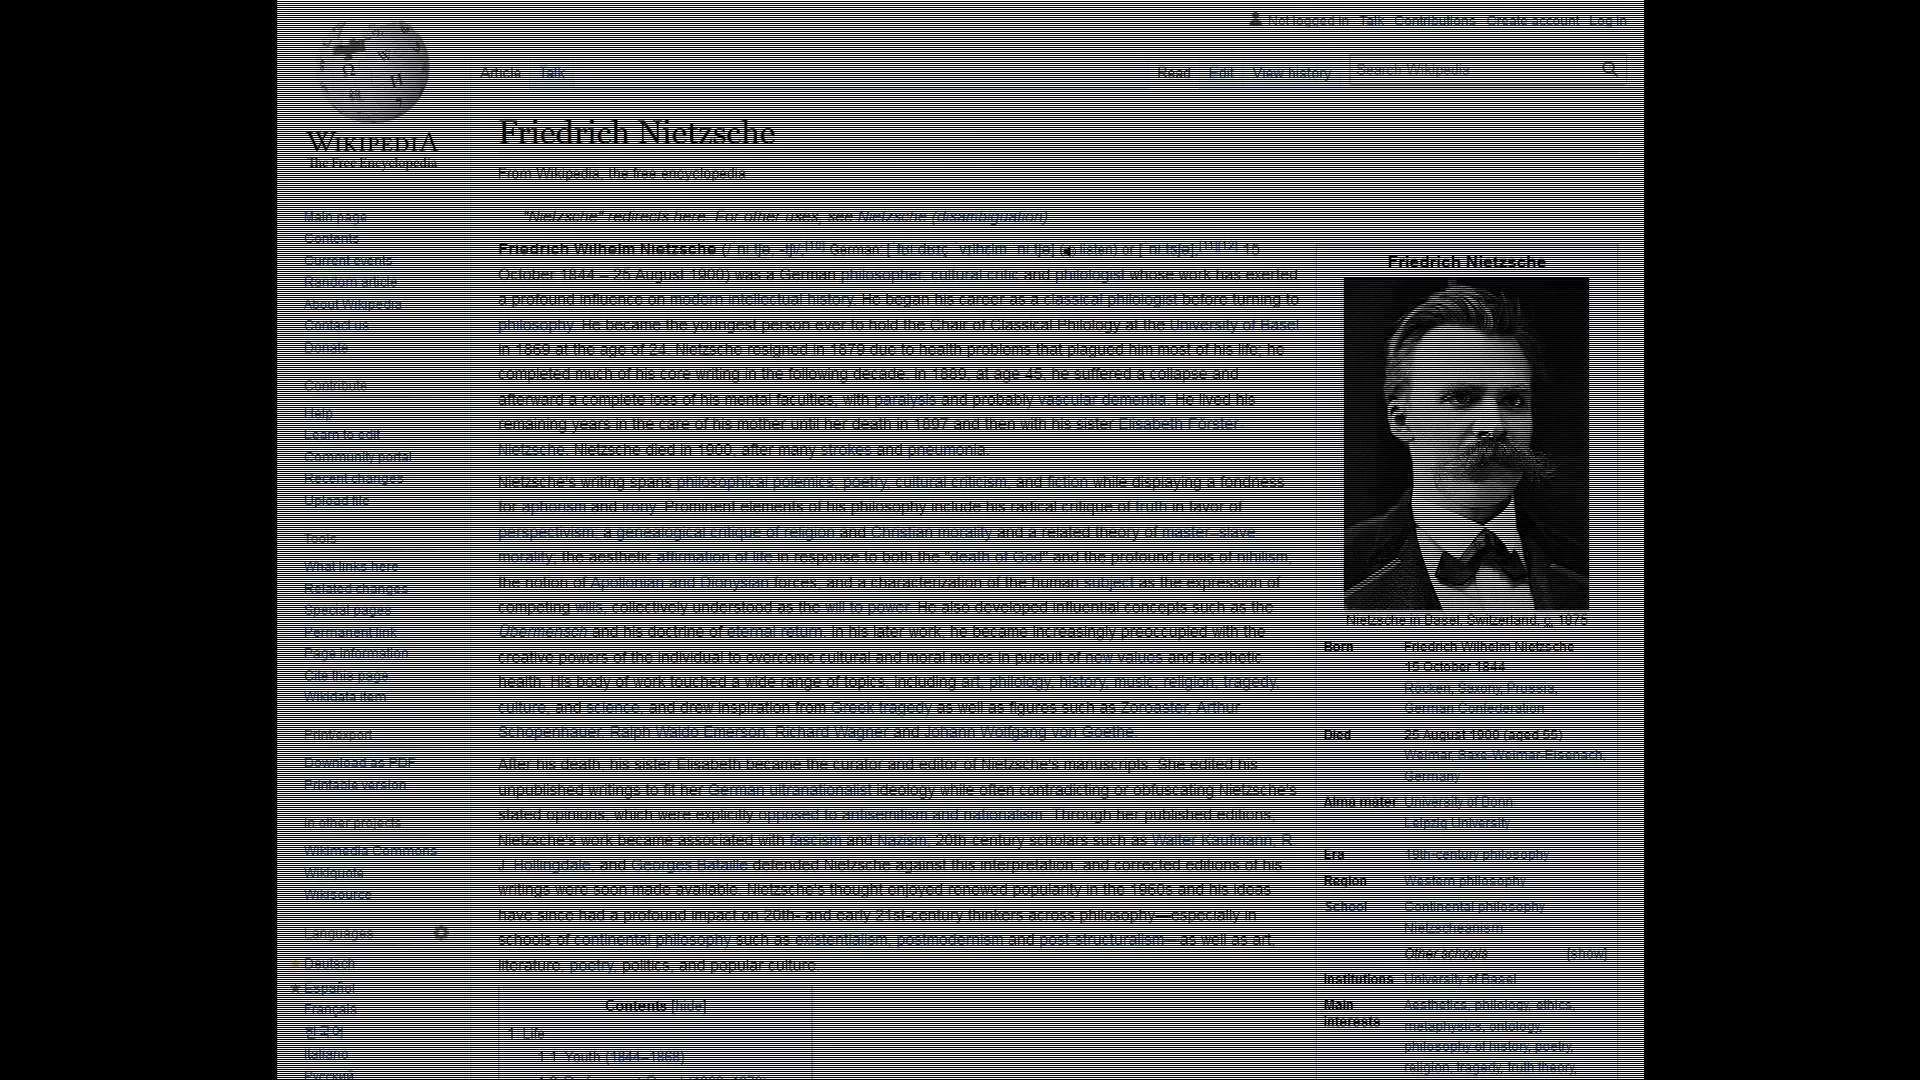 Not logged in Talk Contributions Create account Log in
Article Talk
Read Edit View history Search Wikipedia
WIKIPEDIA
The Free Encyclopedia
Main page
Contents
Current events
Random article
About Wikipedia
Contact us
Donate
Contribute
Help
Learn to edit
Community portal
Recent changes
Upload file
Tools
What links here
Related changes
Special pages
Permanent link
Page information
Cite this page
Wikidata item
Print/export
Download as PDF
Printable version
In other projects
Wikimedia Commons
Wikiquote
Wikisource
Languages
Deutsch
Español
Français
한국어
Italiano
Русский
Friedrich Nietzsche
From Wikipedia, the free encyclopedia
"Nietzsche" redirects here. For other uses, see Nietzsche (disambiguation).
Friedrich Wilhelm Nietzsche German: listen) or 15
October 1844 – 25 August 1900) was a German philosopher, cultural critic and philologist whose work has exerted
a profound influence on modern intellectual history. He began his career as a classical philologist before turning to
philosophy. He became the youngest person ever to hold the Chair of Classical Philology at the University of Basel
in 1869 at the age of 24. Nietzsche resigned in 1879 due to health problems that plagued him most of his life; he
completed much of his core writing in the following decade. In 1889, at age 45, he suffered a collapse and
afterward a complete loss of his mental faculties, with paralysis and probably vascular dementia. He lived his
remaining years in the care of his mother until her death in 1897 and then with his sister Elisabeth Förster-
Nietzsche. Nietzsche died in 1900, after many strokes and pneumonia.
Nietzsche's writing spans philosophical polemics, poetry, cultural criticism, and fiction while displaying a fondness
for aphorism and irony. Prominent elements of his philosophy include his radical critique of truth in favor of
perspectivism; a genealogical critique of religion and Christian morality and a related theory of master–slave
morality; the aesthetic affirmation of life in response to both the "death of God" and the profound crisis of nihilism;
the notion of Apollonian and Dionysian forces; and a characterization of the human subject as the expression of
competing wills, collectively understood as the will to power. He also developed influential concepts such as the
Übermensch and his doctrine of eternal return. In his later work, he became increasingly preoccupied with the
creative powers of the individual to overcome cultural and moral mores in pursuit of new values and aesthetic
health. His body of work touched a wide range of topics, including art, philology, history, music, religion, tragedy,
culture, and science, and drew inspiration from Greek tragedy as well as figures such as Zoroaster, Arthur
Schopenhauer, Ralph Waldo Emerson, Richard Wagner and Johann Wolfgang von Goethe.
After his death, his sister Elisabeth became the curator and editor of Nietzsche's manuscripts. She edited his
unpublished writings to fit her German ultranationalist ideology while often contradicting or obfuscating Nietzsche's
stated opinions, which were explicitly opposed to antisemitism and nationalism. Through her published editions,
Nietzsche's work became associated with fascism and Nazism; 20th-century scholars such as Walter Kaufmann, R.
J. Hollingdale, and Georges Bataille defended Nietzsche against this interpretation, and corrected editions of his
writings were soon made available. Nietzsche's thought enjoyed renewed popularity in the 1960s and his ideas
have since had a profound impact on 20th- and early 21st-century thinkers across philosophy—especially in
schools of continental philosophy such as existentialism, postmodernism and post-structuralism—as well as art,
literature, poetry, politics, and popular culture.
Contents [hide]
1 Life
1.1 Youth (1844–1868)
Friedrich Nietzsche
Nietzsche in Basel, Switzerland, c. 1875
Born Friedrich Wilhelm Nietzsche
15 October 1844
Röcken, Saxony, Prussia,
German Confederation
Died 25 August 1900 (aged 55)
Weimar, Saxe-Weimar-Eisenach,
Germany
Alma mater University of Bonn
Leipzig University
Era 19th-century philosophy
Region Western philosophy
School Continental philosophy
Nietzscheanism
Other schools [show]
Institutions University of Basel
Main interests Aesthetics, philology, ethics,
metaphysics, ontology,
philosophy of history, poetry,
religion, tragedy, truth theory,